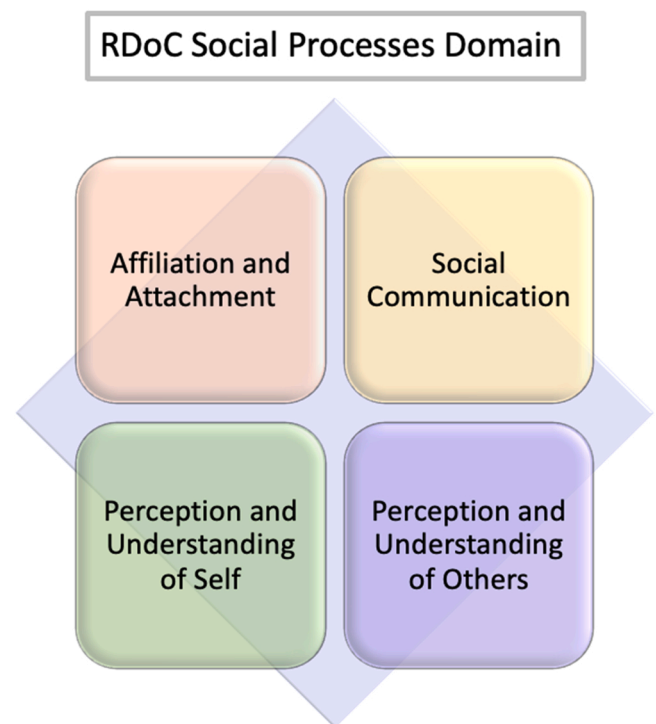 RDoC Social Processes Domain
Affiliation and
Attachment
Social
Communication
Perception and
Understanding
of Self
Perception and
Understanding
of Others